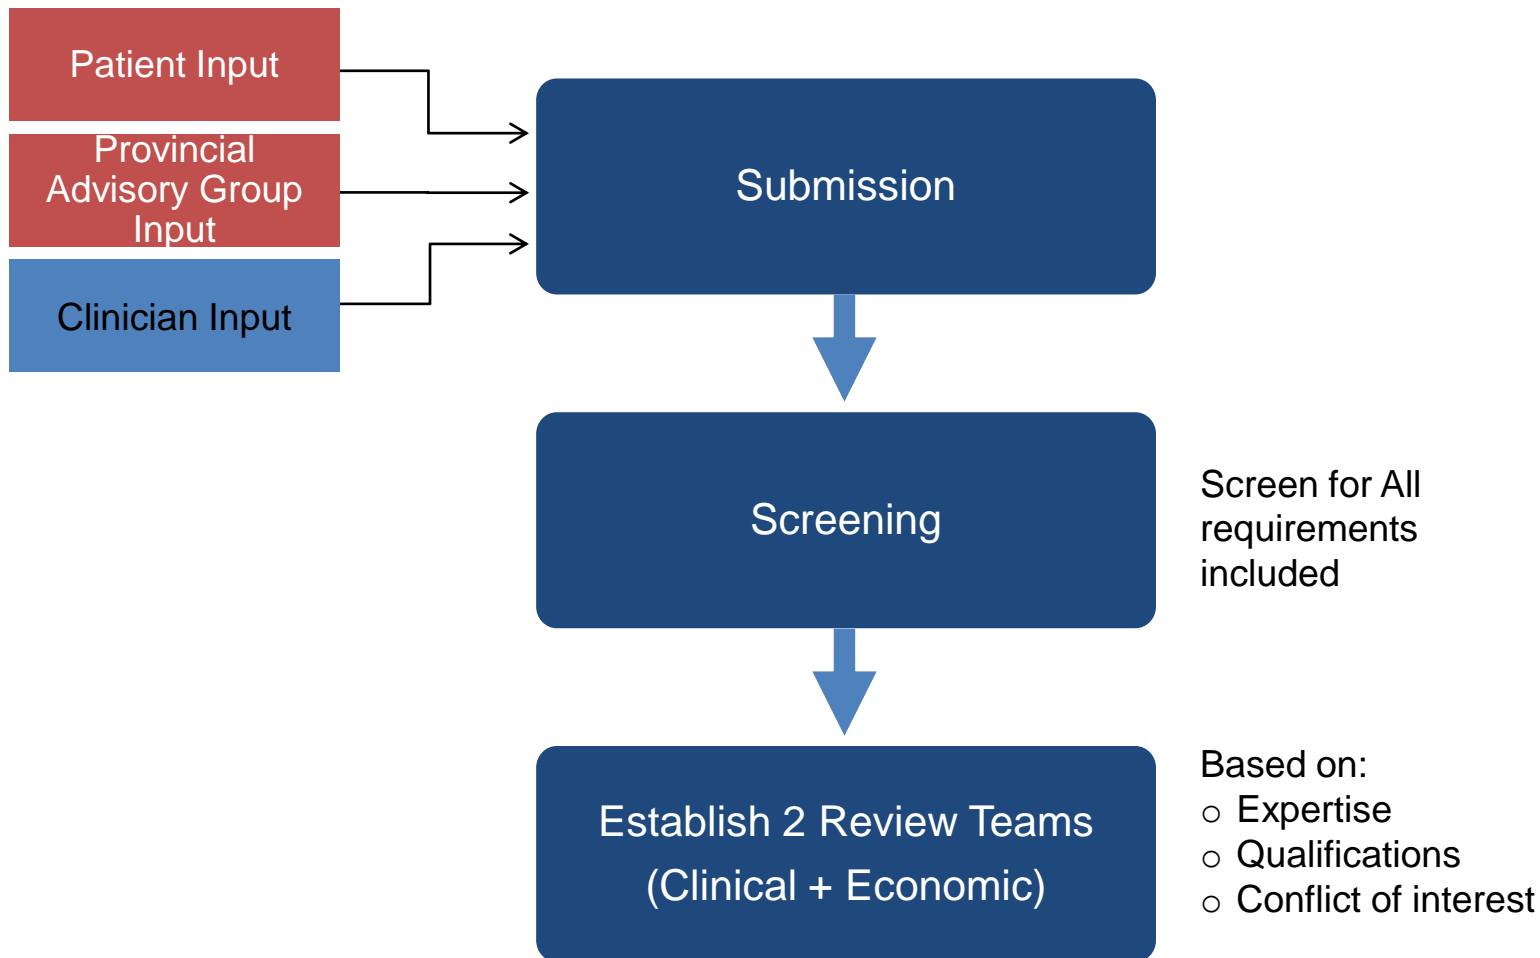 Patient Input
Provincial
Advisory Group
Input
Clinician Input
Submission
Screening
Screen for All
requirements
included
Establish 2 Review Teams
(Clinical + Economic)
Based on:
o Expertise
o Qualifications
o Conflict of interest